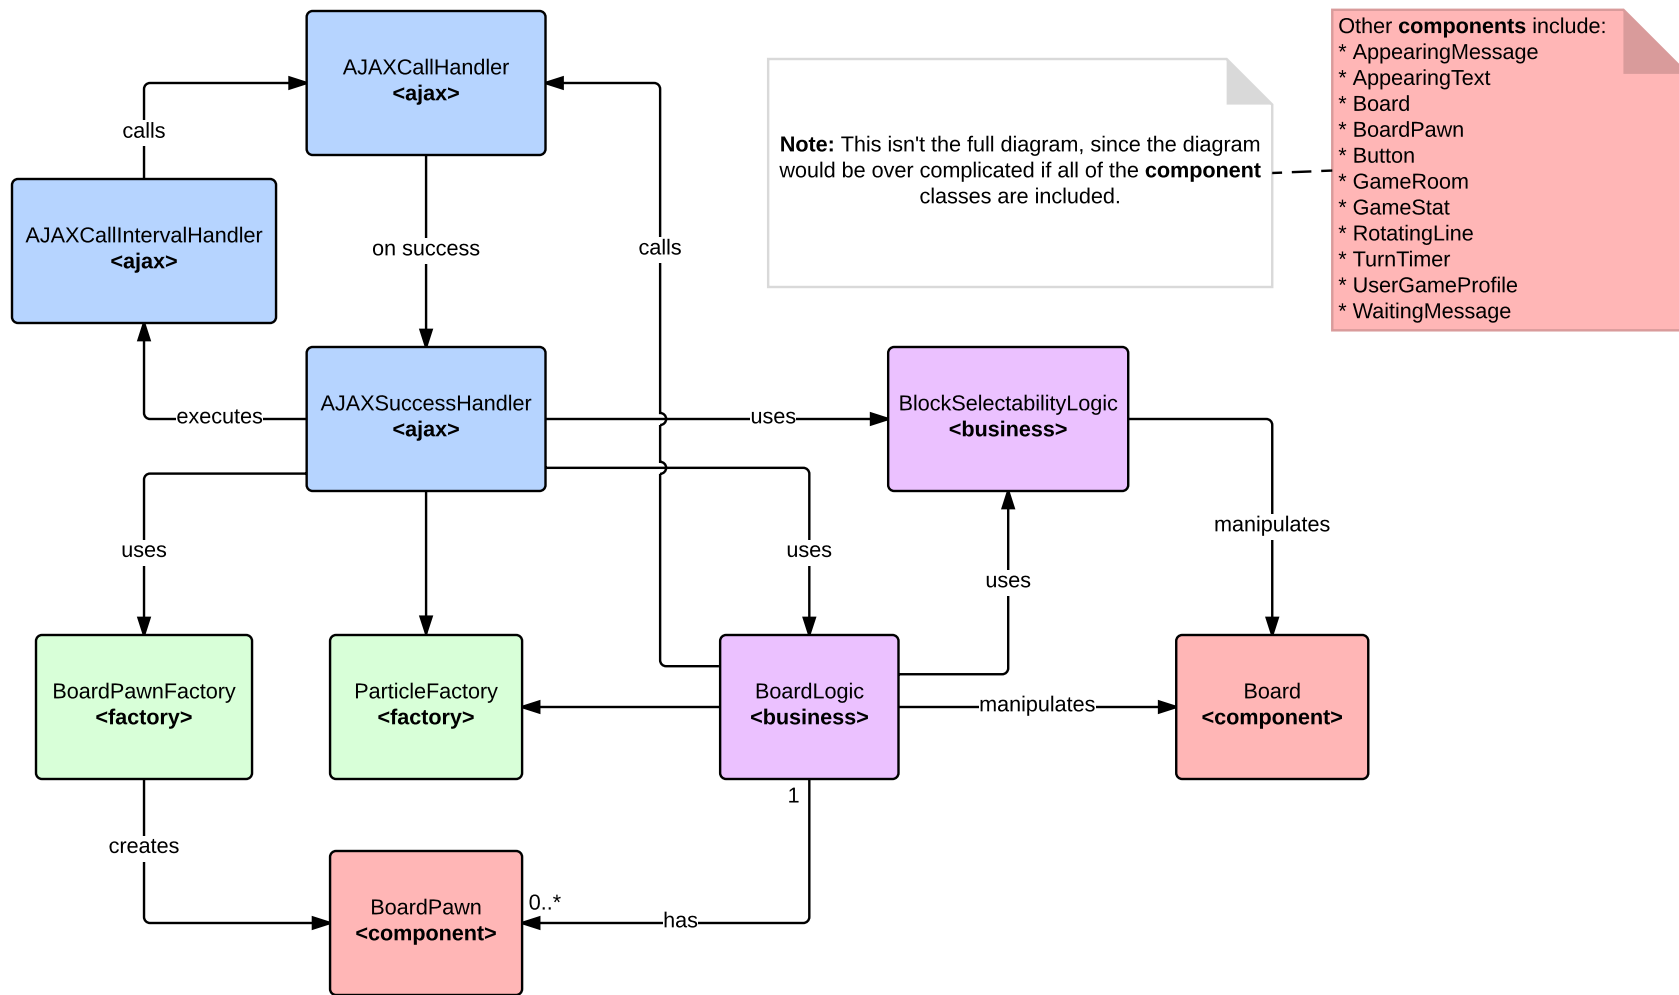 AJAXCallHandler
<ajax>
calls
AJAXCallIntervalHandler
<ajax>
on success
calls
Note: This isn't the full diagram, since the diagram
would be over complicated if all of the component
classes are included.
Other components include:
* AppearingMessage
* AppearingText
* Board
* BoardPawn
* Button
* GameRoom
* GameStat
* RotatingLine
* TurnTimer
* UserGameProfile
* WaitingMessage
executes
AJAXSuccessHandler
<ajax>
uses
BlockSelectabilityLogic
<business>
uses
uses
uses
manipulates
BoardPawnFactory
<factory>
ParticleFactory
<factory>
BoardLogic
<business>
manipulates
Board
<component>
1
creates
BoardPawn
<component>
0..*
has